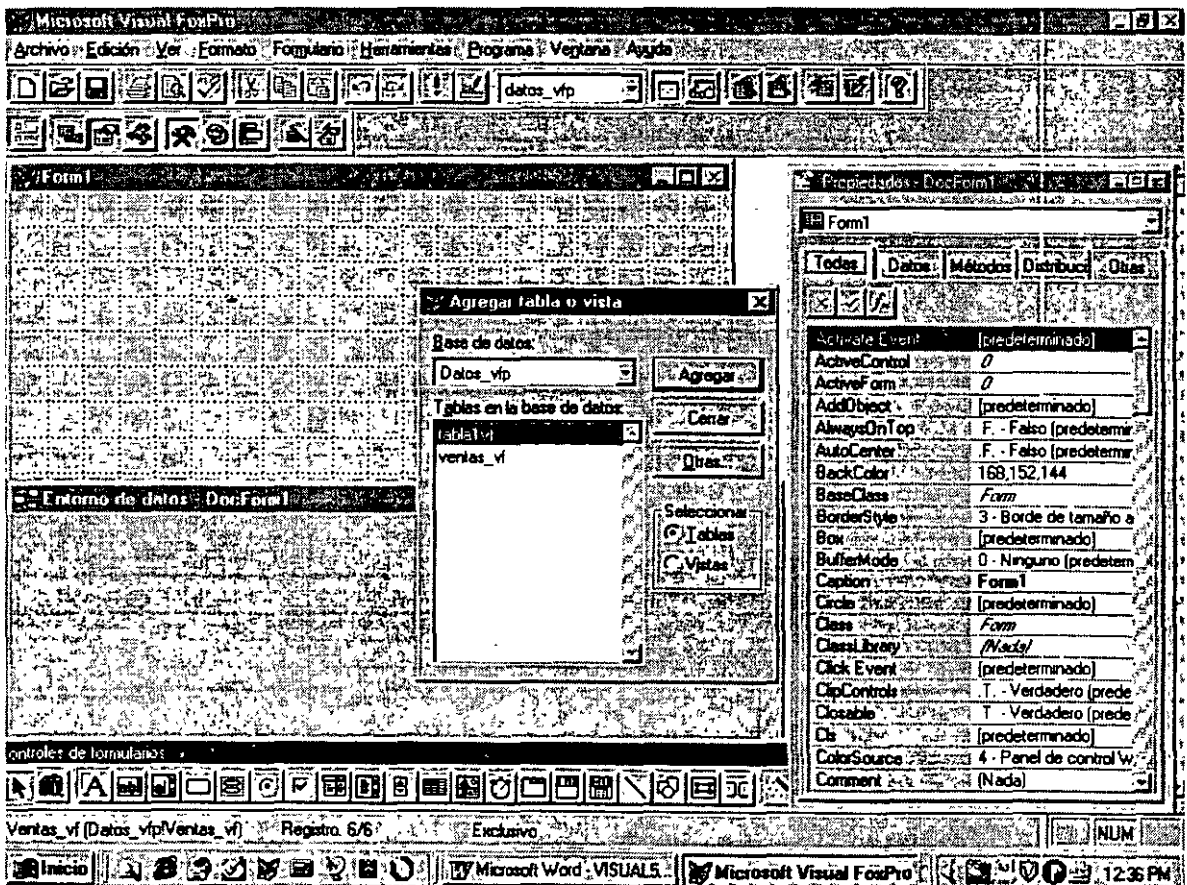 Microsoft Visual FoxPro
Archivo Edición Ver Formato Formulario Herramientas Programa Ventana Ayuda
datos_vfp
Form1
Propiedades - DocForm1
Form1
Todas Datos Métodos Distribuci Otras
Agregar tabla o vista
Base de datos:
Datos_vfp
Agregar
Tablas en la base de datos:
Cerrar
tabla1vf
ventas_vf
Otras...
Seleccionar
Tablas
Vistas
Entorno de datos - DocForm1
Activate Event [predeterminado]
ActiveControl 0
ActiveForm 0
AddObject [predeterminado]
AlwaysOnTop .F. - Falso (predetermir
AutoCenter .F. - Falso (predetermir
BackColor 168,152,144
BaseClass Form
BorderStyle 3 - Borde de tamaño a
Box [predeterminado]
BufferMode 0 - Ninguno (predeterm
Caption Form1
Circle [predeterminado]
Class Form
ClassLibrary (Nada)
Click Event [predeterminado]
ClipControls .T. - Verdadero (prede
Closable .T. - Verdadero (prede
Cls [predeterminado]
ColorSource 4 - Panel de control W
Comment (Nada)
ontroles de formularios
Ventas_vf (Datos_vfp!Ventas_vf) Registro: 6/6 Exclusivo NUM
Inicio Microsoft Word - VISUAL5... Microsoft Visual FoxPro 12:36 PM